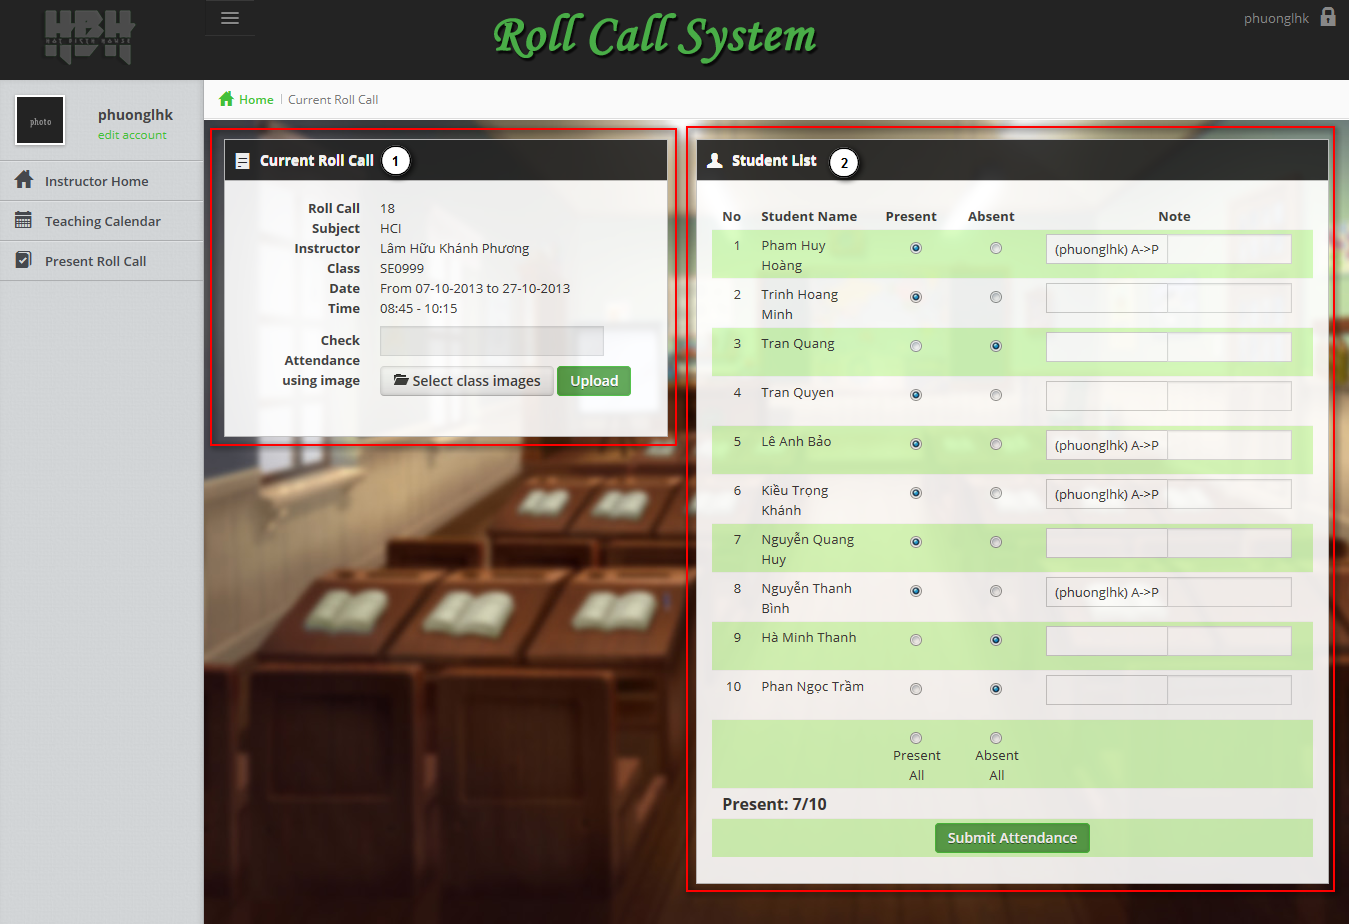 HBH
Roll Call System
phuonglhk
photo
phuonglhk
edit account
Instructor Home
Teaching Calendar
Present Roll Call
Home
Current Roll Call
Current Roll Call 1
Roll Call 18
Subject HCI
Instructor Lâm Hữu Khánh Phương
Class SE0999
Date From 07-10-2013 to 27-10-2013
Time 08:45 - 10:15
Check
Attendance
using image
Select class images
Upload
Student List 2
No Student Name Present Absent Note
1 Pham Huy (phuonglhk) A->P
Hoàng
2 Trinh Hoang
Minh
3 Tran Quang
4 Tran Quyen
5 Lê Anh Bảo (phuonglhk) A->P
6 Kiều Trọng (phuonglhk) A->P
Khánh
7 Nguyễn Quang
Huy
8 Nguyễn Thanh (phuonglhk) A->P
Bình
9 Hà Minh Thanh
10 Phan Ngọc Trầm
Present Absent
All All
Present: 7/10
Submit Attendance